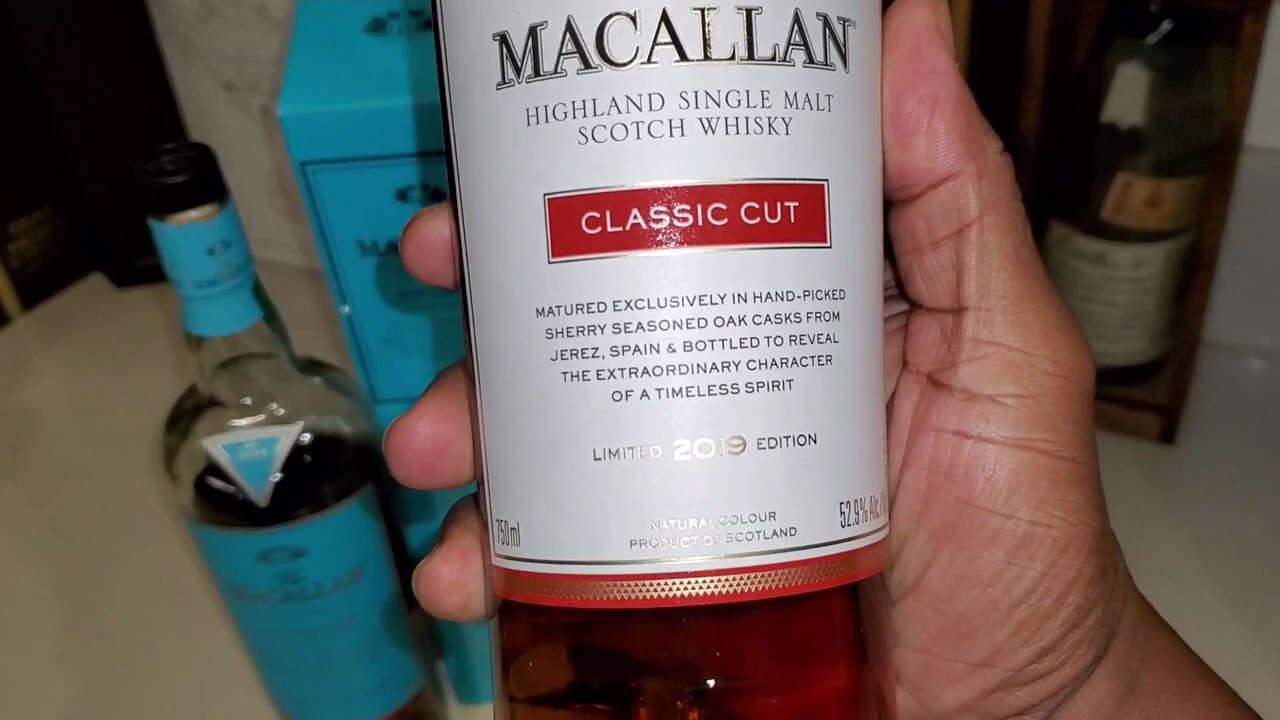 MACALLAN
HIGHLAND SINGLE MALT
SCOTCH WHISKY
CLASSIC CUT
MATURED EXCLUSIVELY IN HAND-PICKED
SHERRY SEASONED OAK CASKS FROM
JEREZ, SPAIN & BOTTLED TO REVEAL
THE EXTRAORDINARY CHARACTER
OF A TIMELESS SPIRIT
LIMITED 2019 EDITION
750ml
NATURAL COLOUR
PRODUCT OF SCOTLAND
52.9% Alc./
MACALLAN